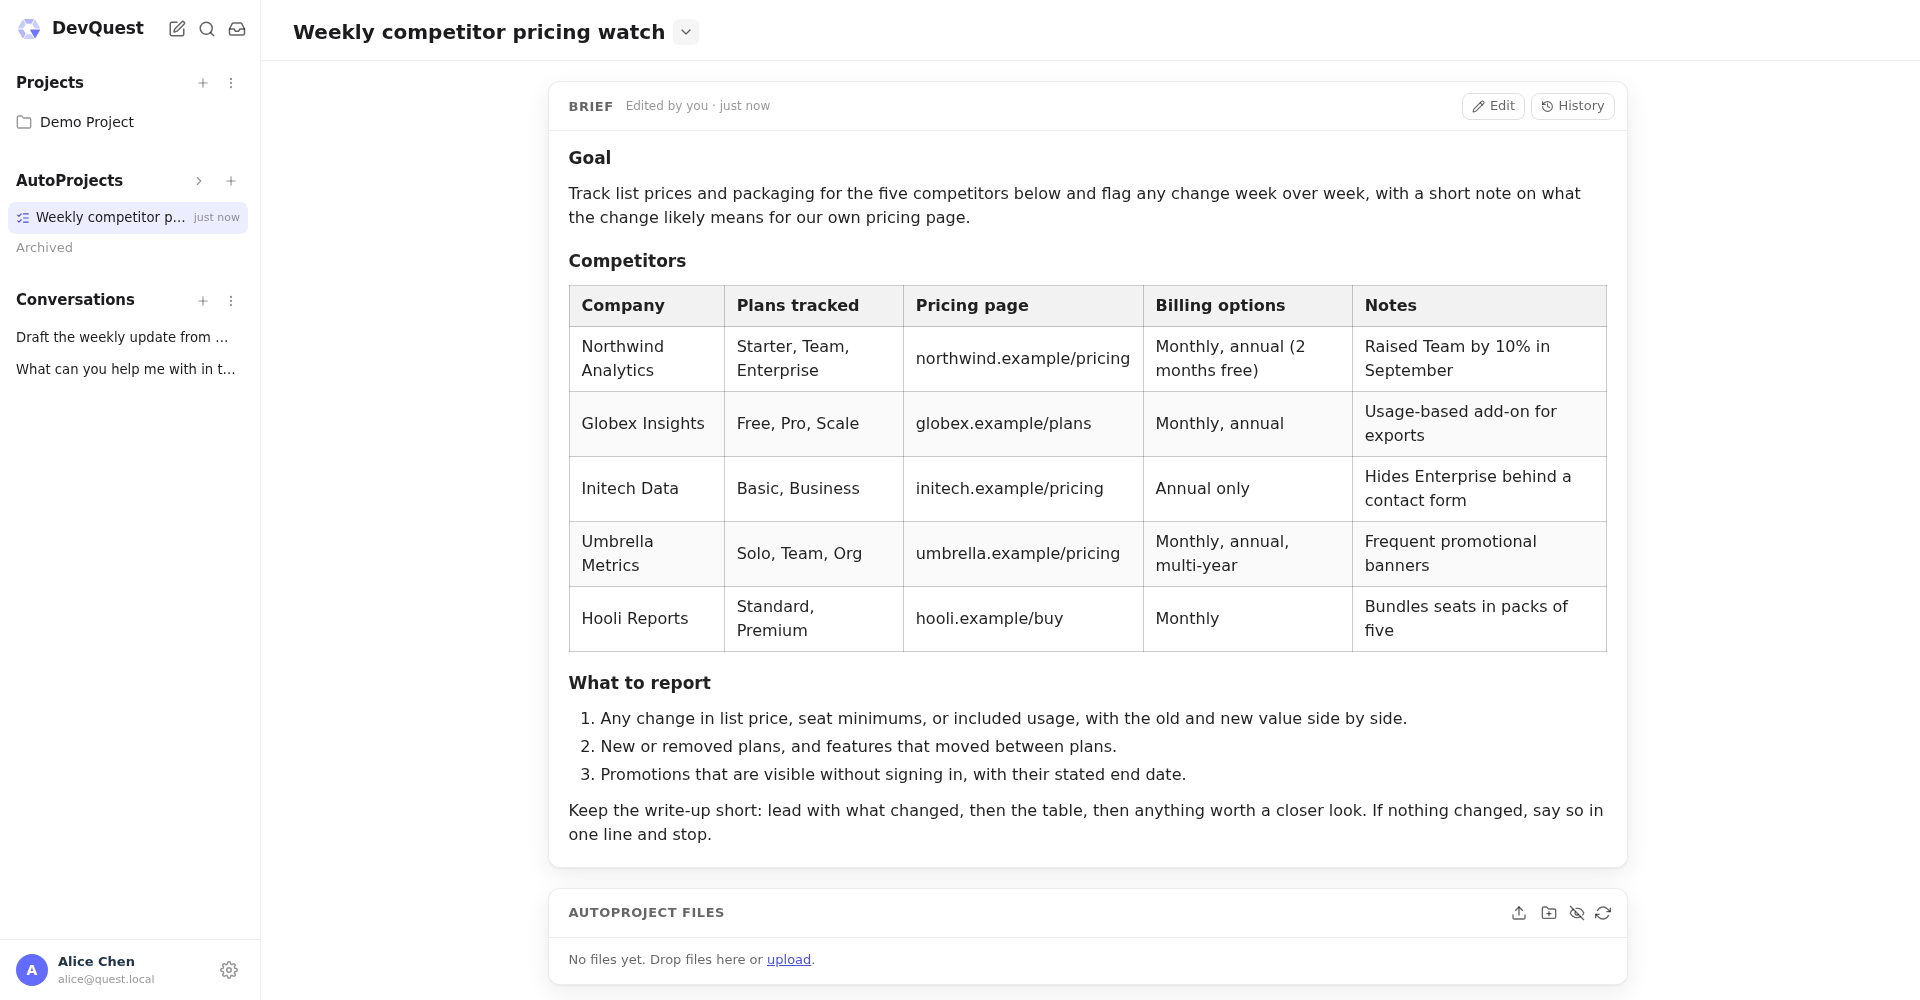 DevQuest
Projects
Demo Project
AutoProjects
Weekly competitor p... just now
Archived
Conversations
Draft the weekly update from ...
What can you help me with in t...
A
Alice Chen
alice@quest.local
Weekly competitor pricing watch
BRIEF Edited by you · just now Edit History
Goal
Track list prices and packaging for the five competitors below and flag any change week over week, with a short note on what
the change likely means for our own pricing page.
Competitors
Company Plans tracked Pricing page Billing options Notes
Northwind Analytics Starter, Team, Enterprise northwind.example/pricing Monthly, annual (2 months free) Raised Team by 10% in September
Globex Insights Free, Pro, Scale globex.example/plans Monthly, annual Usage-based add-on for exports
Initech Data Basic, Business initech.example/pricing Annual only Hides Enterprise behind a contact form
Umbrella Metrics Solo, Team, Org umbrella.example/pricing Monthly, annual, multi-year Frequent promotional banners
Hooli Reports Standard, Premium hooli.example/buy Monthly Bundles seats in packs of five
What to report
1. Any change in list price, seat minimums, or included usage, with the old and new value side by side.
2. New or removed plans, and features that moved between plans.
3. Promotions that are visible without signing in, with their stated end date.
Keep the write-up short: lead with what changed, then the table, then anything worth a closer look. If nothing changed, say so in
one line and stop.
AUTOPROJECT FILES
No files yet. Drop files here or upload.